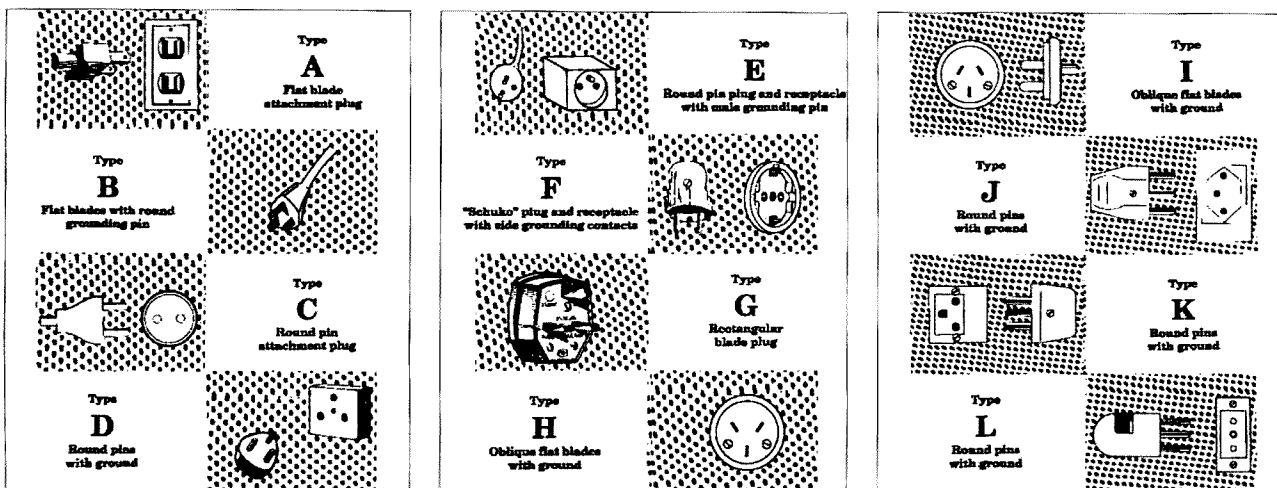 Type
A
Flat blade
attachment plug
Type
B
Flat blades with round
grounding pin
Type
C
Round pin
attachment plug
Type
D
Round pins
with ground
Type
E
Round pin plug and receptacle
with male grounding pin
Type
F
"Schuko" plug and receptacle
with side grounding contacts
Type
G
Rectangular
blade plug
Type
H
Oblique flat blades
with ground
Type
I
Oblique flat blades
with ground
Type
J
Round pins
with ground
Type
K
Round pins
with ground
Type
L
Round pins
with ground